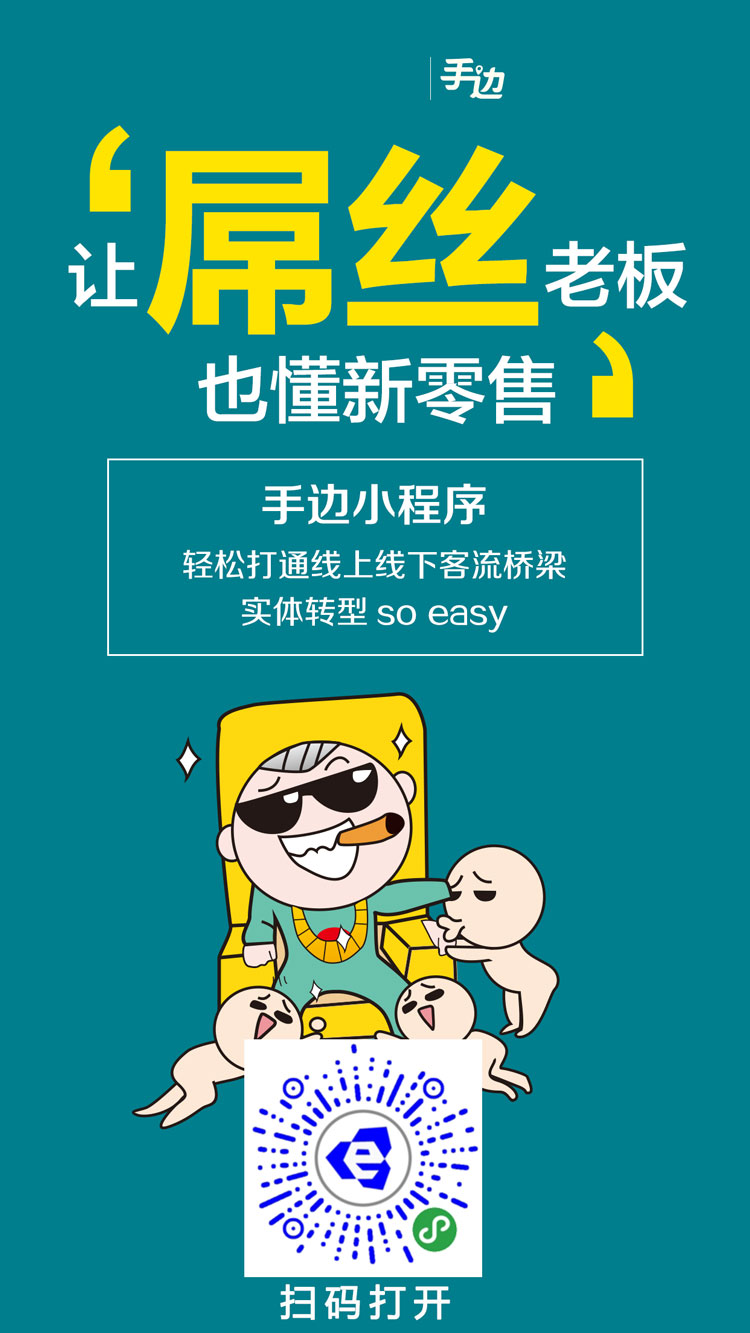 手边
让屌丝老板
也懂新零售
手边小程序
轻松打通线上线下客流桥梁
实体转型 so easy
扫码打开